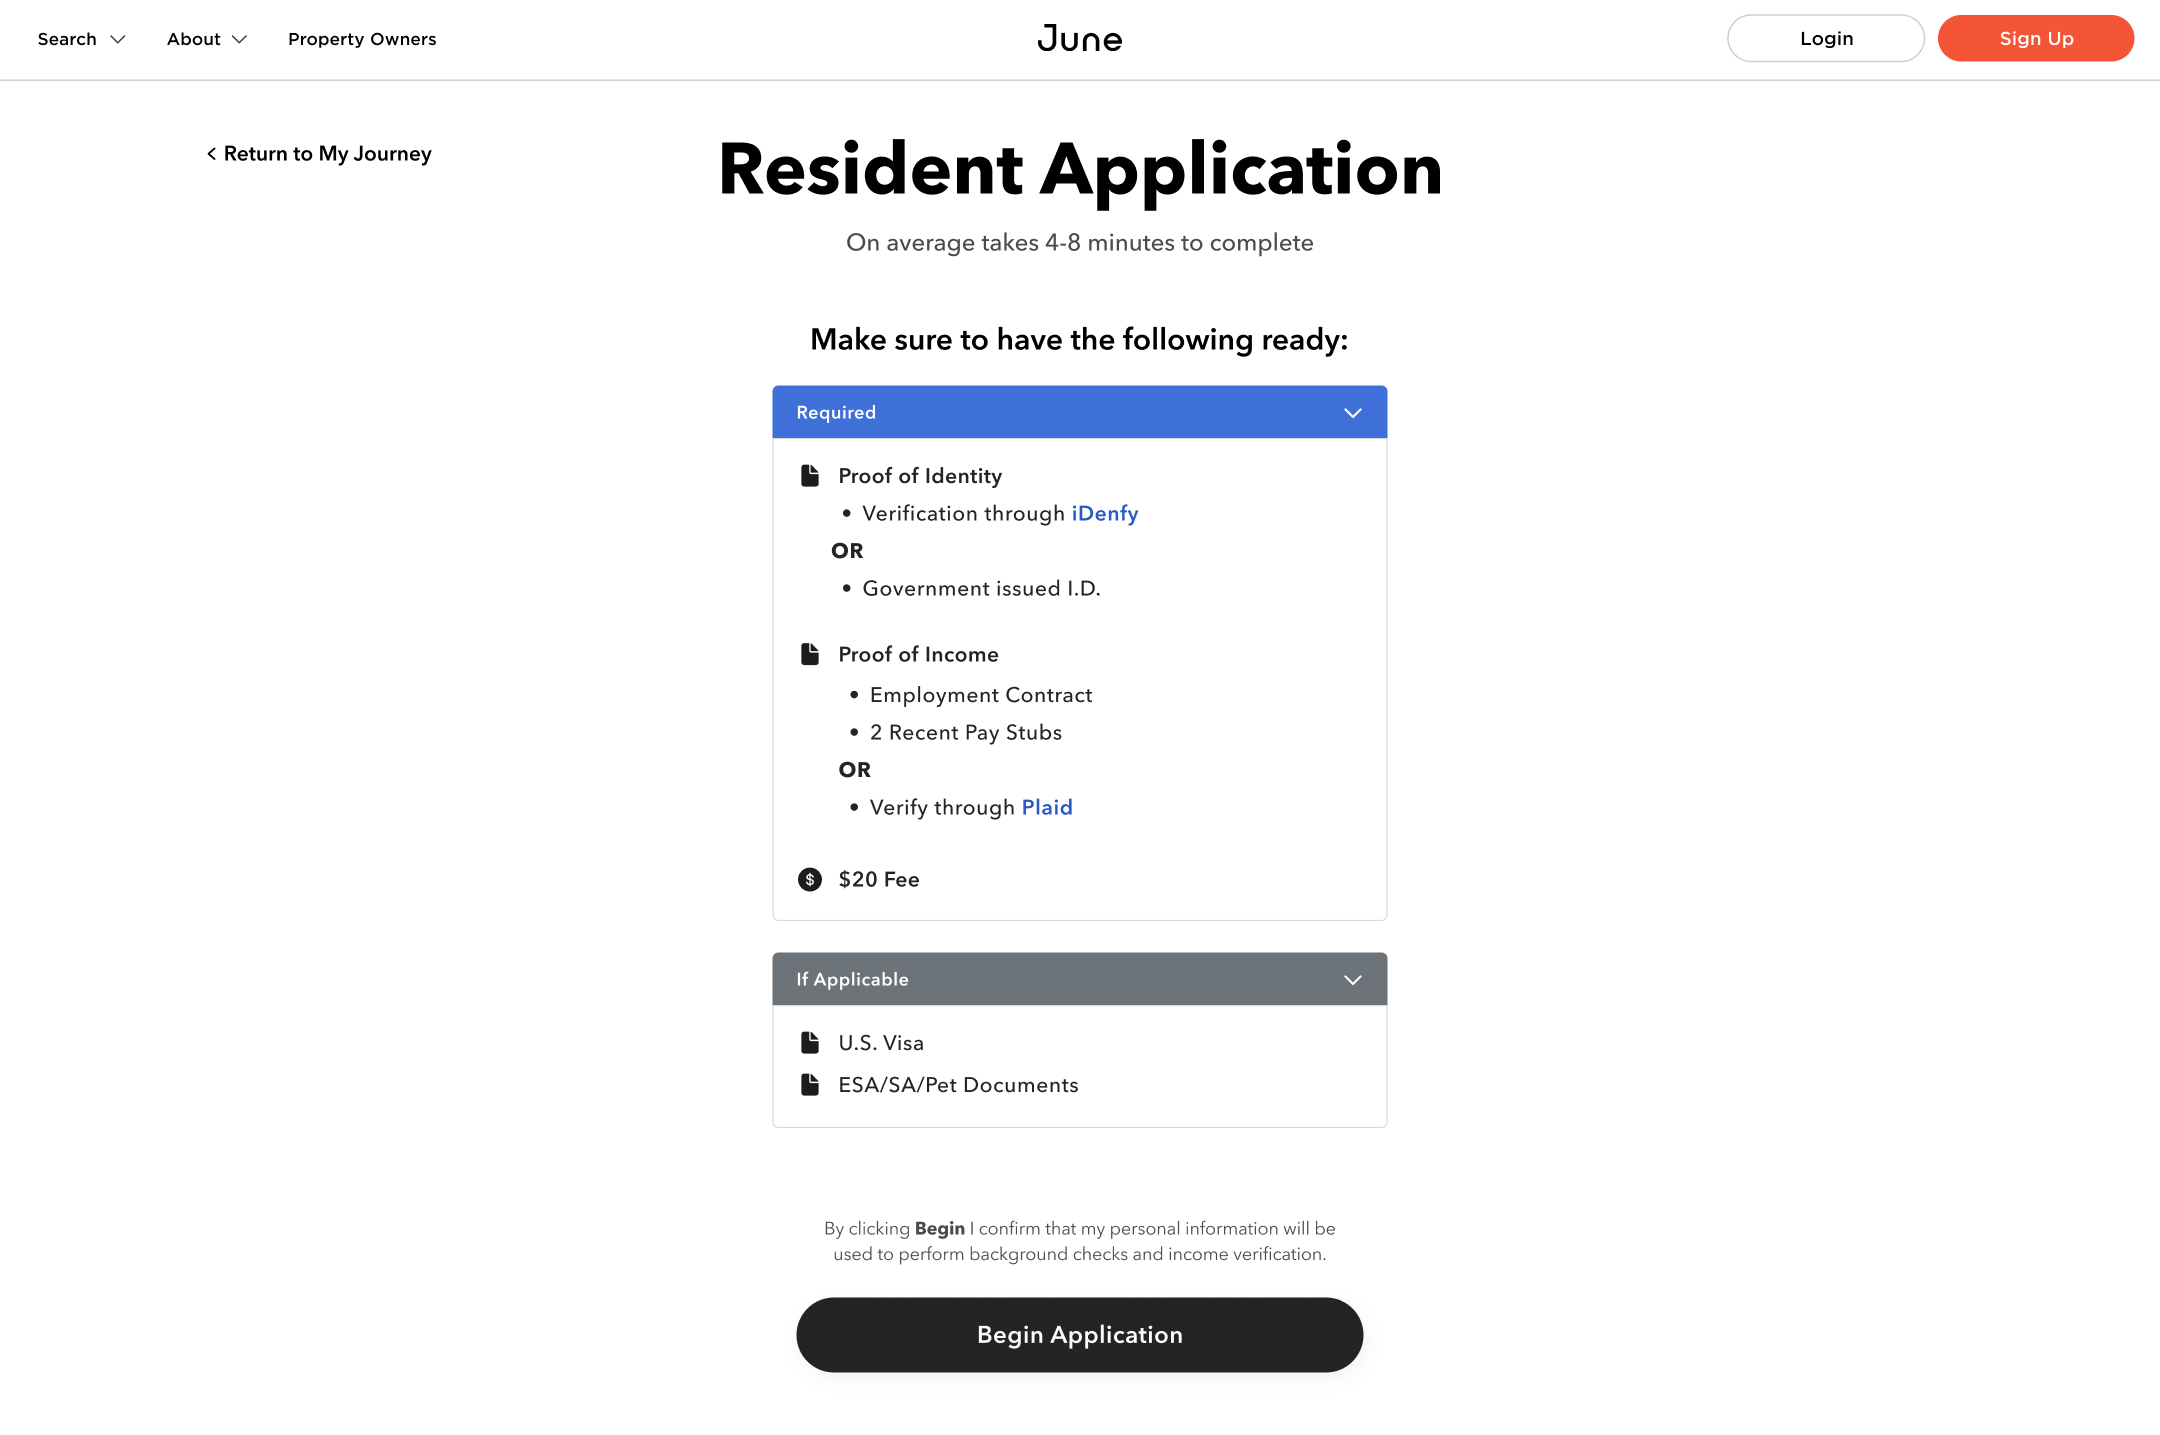 Search
About
Property Owners
June
Login
Sign Up
< Return to My Journey
Resident Application
On average takes 4-8 minutes to complete
Make sure to have the following ready:
Required
Proof of Identity
• Verification through iDenfy
OR
• Government issued I.D.
Proof of Income
• Employment Contract
• 2 Recent Pay Stubs
OR
• Verify through Plaid
$ $20 Fee
If Applicable
U.S. Visa
ESA/SA/Pet Documents
By clicking Begin I confirm that my personal information will be
used to perform background checks and income verification.
Begin Application